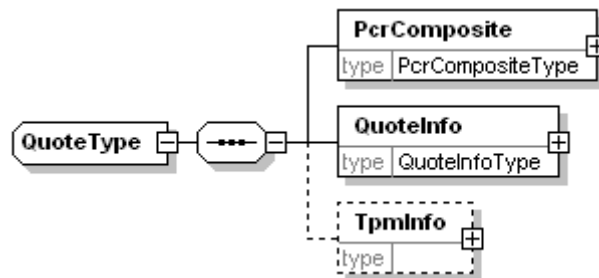 PcrComposite
type PcrCompositeType
QuoteType
QuoteInfo
type QuoteInfoType
TpmInfo
type